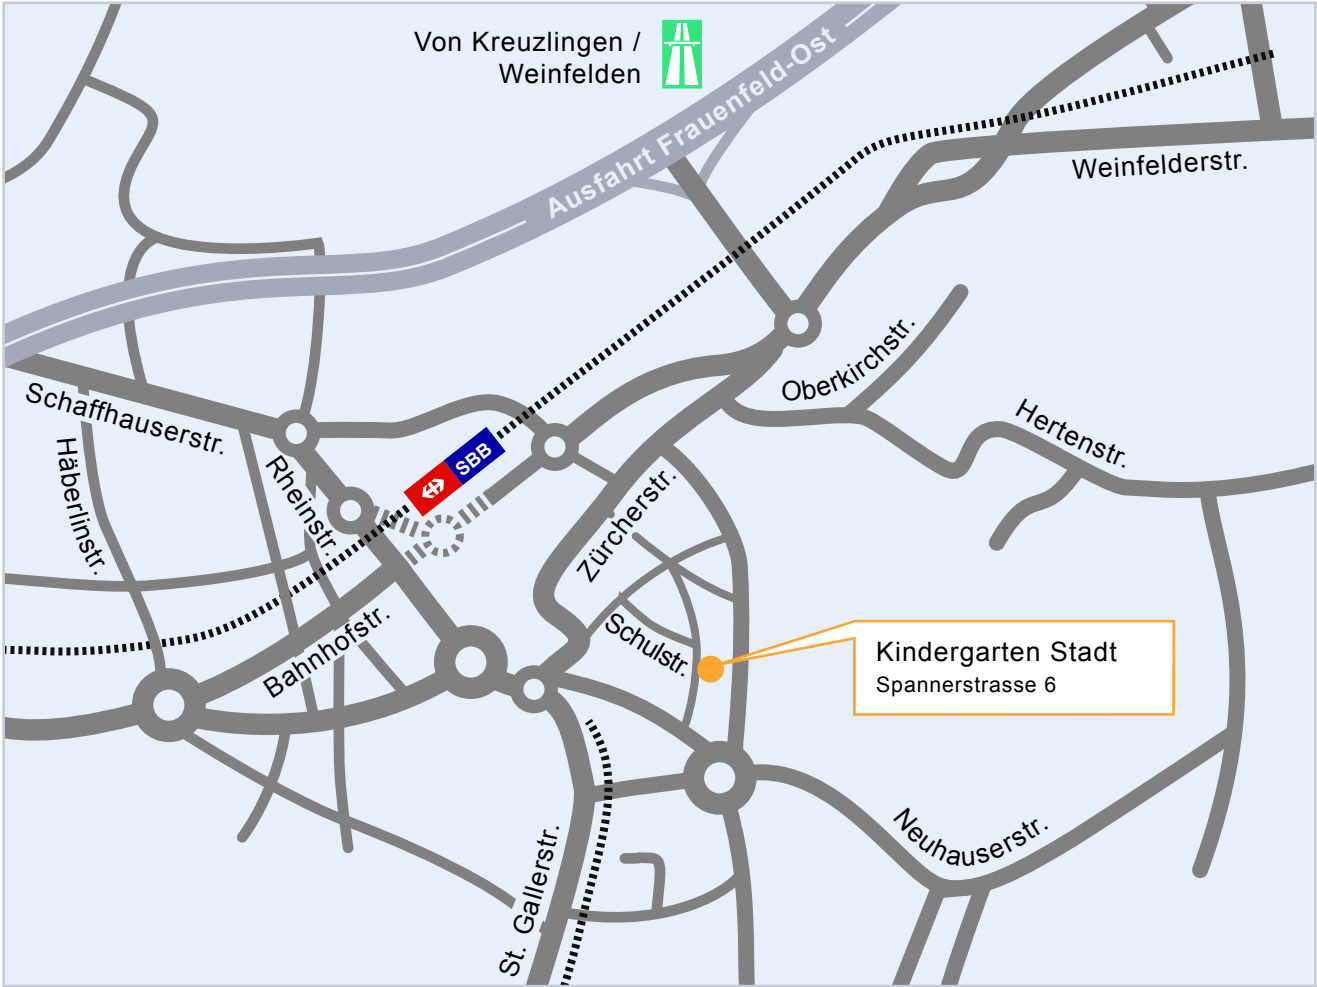 Von Kreuzlingen /
Weinfelden
Ausfahrt Frauenfeld-Ost
Weinfelderstr.
Oberkirchstr.
Schaffhauserstr.
Hertenstr.
Häberlinstr.
Rheinstr.
SBB
Zürcherstr.
Bahnhofstr.
Schulstr.
Kindergarten Stadt
Spannerstrasse 6
Neuhauserstr.
St. Gallerstr.